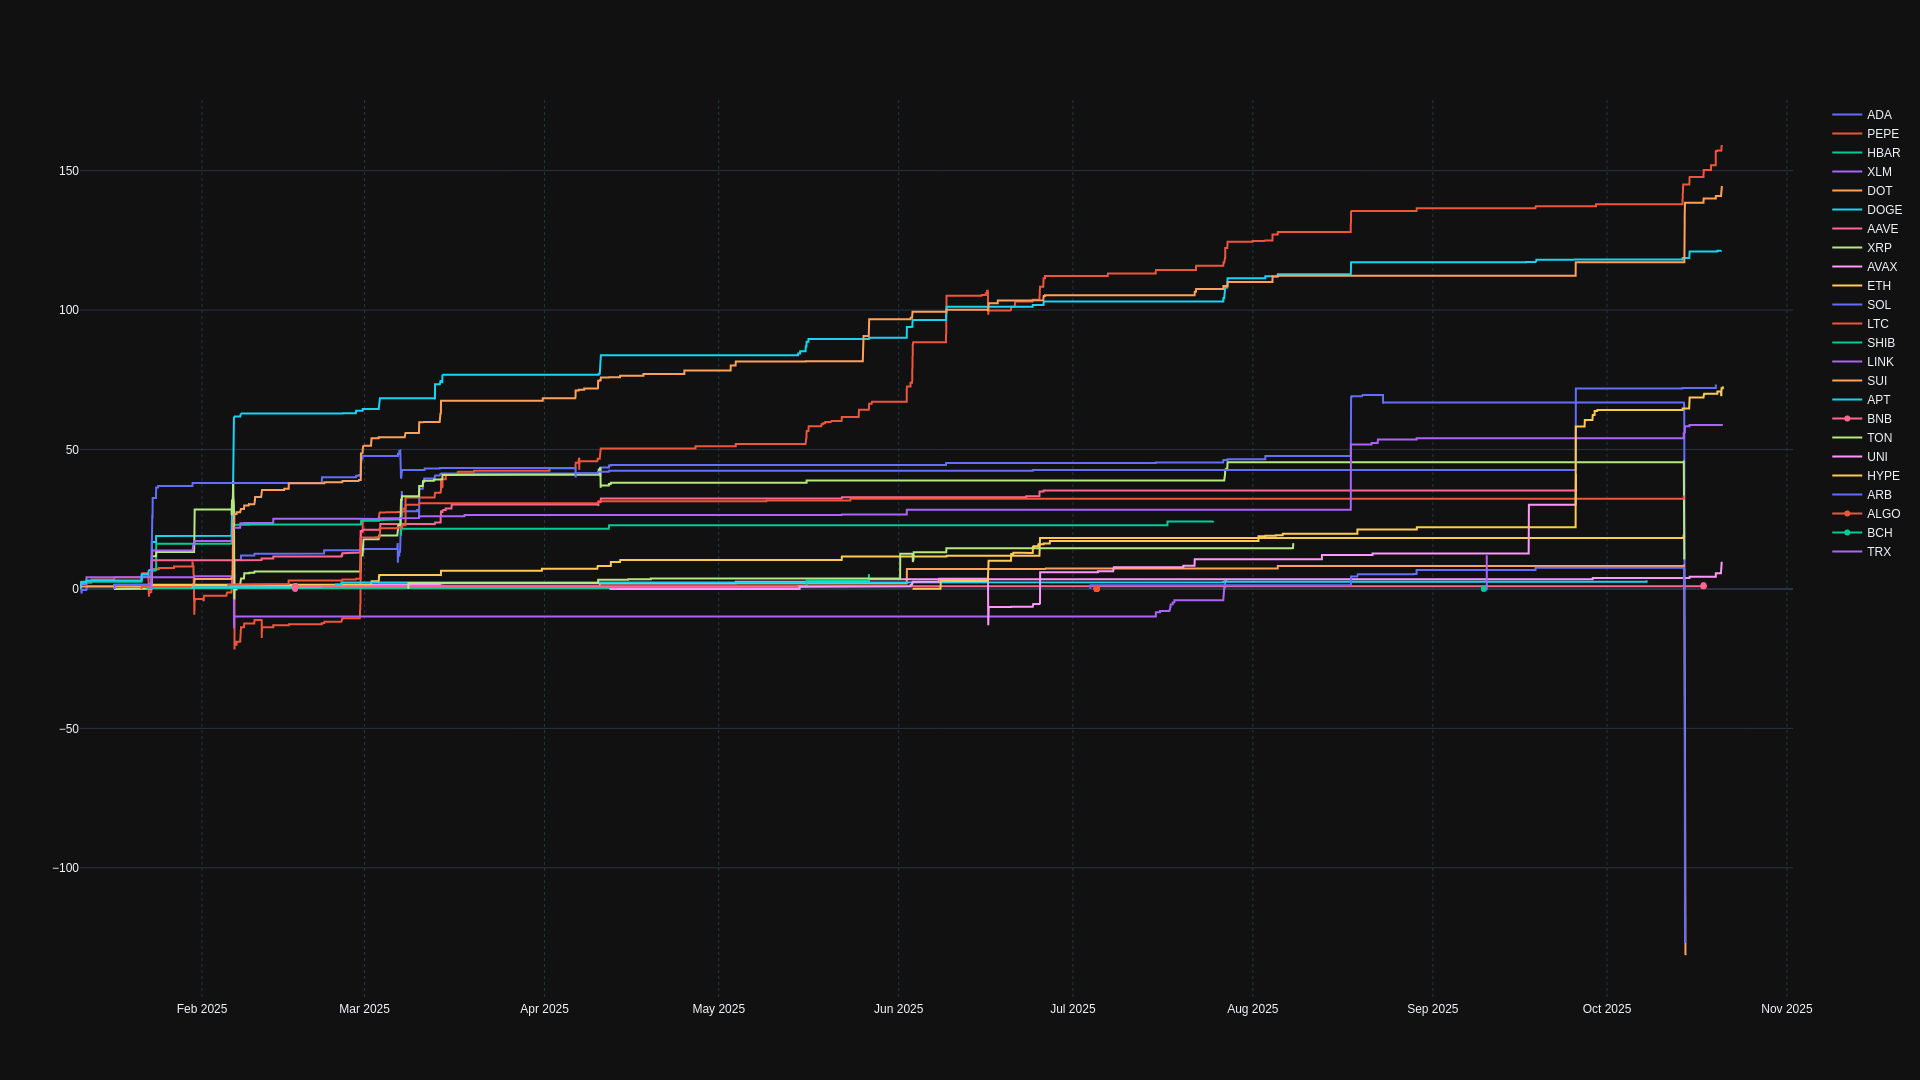 150
100
50
0
−50
−100
Feb 2025
Mar 2025
Apr 2025
May 2025
Jun 2025
Jul 2025
Aug 2025
Sep 2025
Oct 2025
Nov 2025
ADA
PEPE
HBAR
XLM
DOT
DOGE
AAVE
XRP
AVAX
ETH
SOL
LTC
SHIB
LINK
SUI
APT
BNB
TON
UNI
HYPE
ARB
ALGO
BCH
TRX